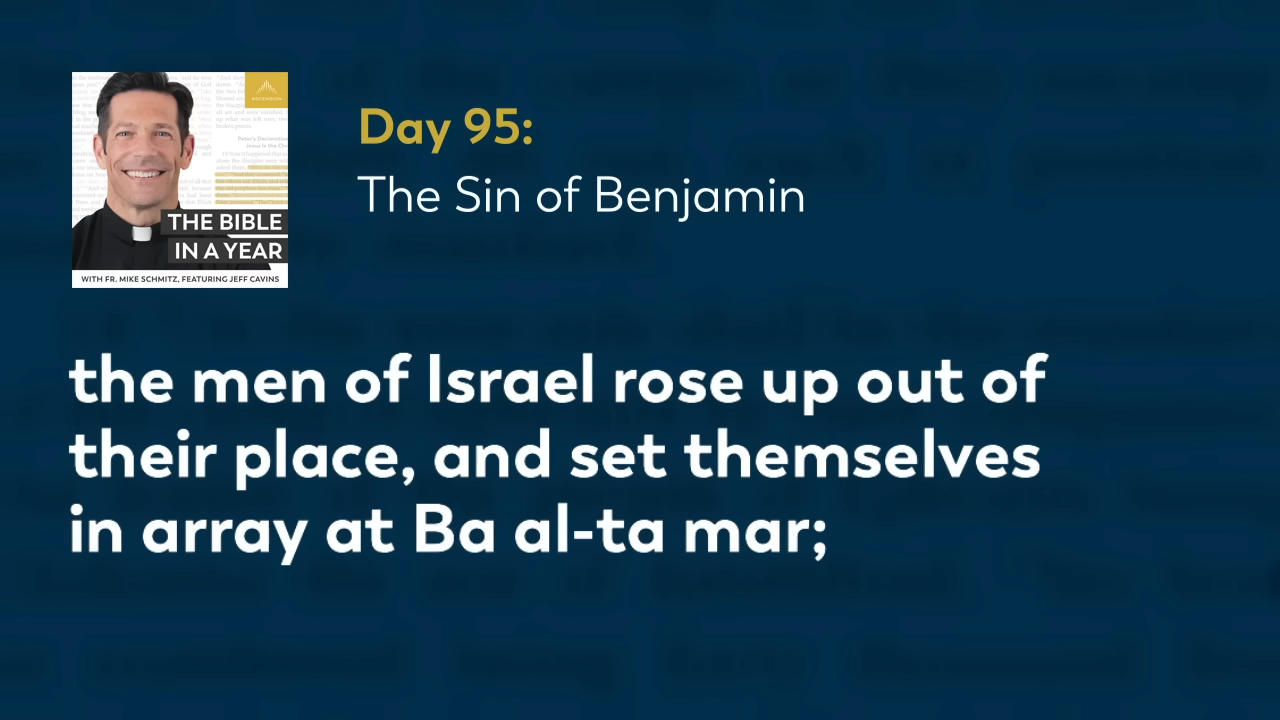 ASCENSION
THE BIBLE
IN A YEAR
WITH FR. MIKE SCHMITZ, FEATURING JEFF CAVINS
Day 95:
The Sin of Benjamin
the men of Israel rose up out of
their place, and set themselves
in array at Ba al-ta mar;